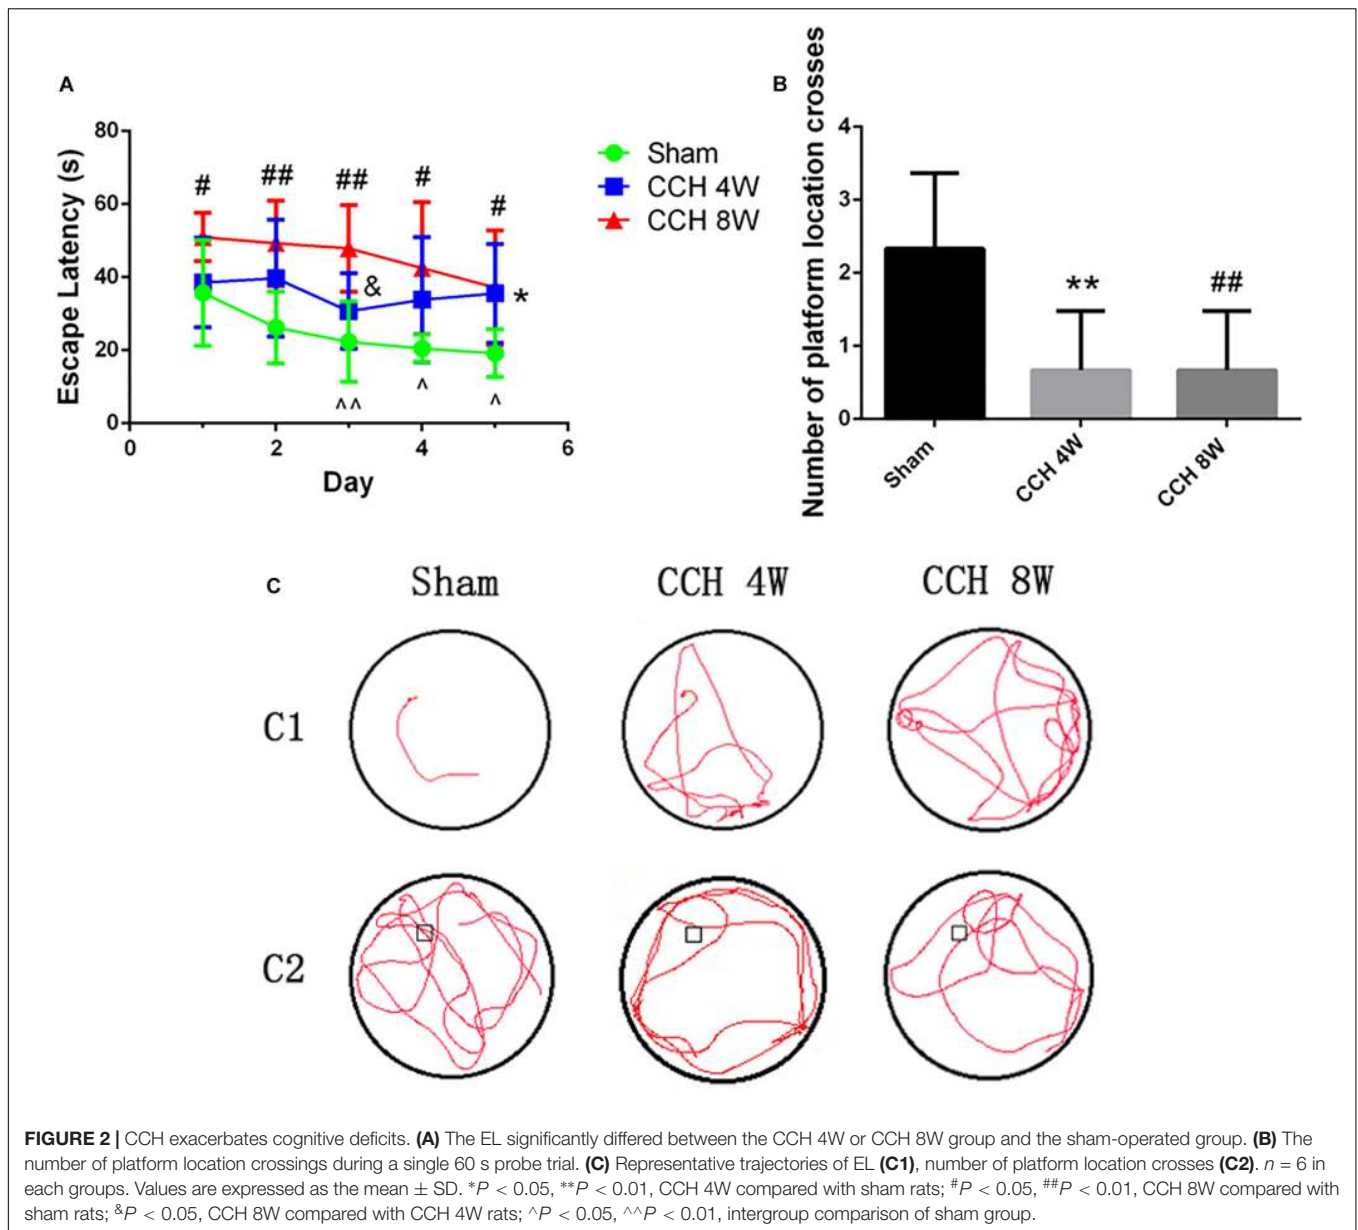 A
Escape Latency (s)
80
60
40
20
0
# ## ## # #
&
*
^^ ^ ^
0 2 4 6
Day
Sham
CCH 4W
CCH 8W
B
Number of platform location crosses
4
3
2
1
0
** ##
Sham CCH 4W CCH 8W
C
Sham CCH 4W CCH 8W
C1
C2
FIGURE 2 | CCH exacerbates cognitive deficits. (A) The EL significantly differed between the CCH 4W or CCH 8W group and the sham-operated group. (B) The
number of platform location crossings during a single 60 s probe trial. (C) Representative trajectories of EL (C1), number of platform location crosses (C2). n = 6 in
each groups. Values are expressed as the mean ± SD. *P < 0.05, **P < 0.01, CCH 4W compared with sham rats; #P < 0.05, ##P < 0.01, CCH 8W compared with
sham rats; &P < 0.05, CCH 8W compared with CCH 4W rats; ^P < 0.05, ^^P < 0.01, intergroup comparison of sham group.